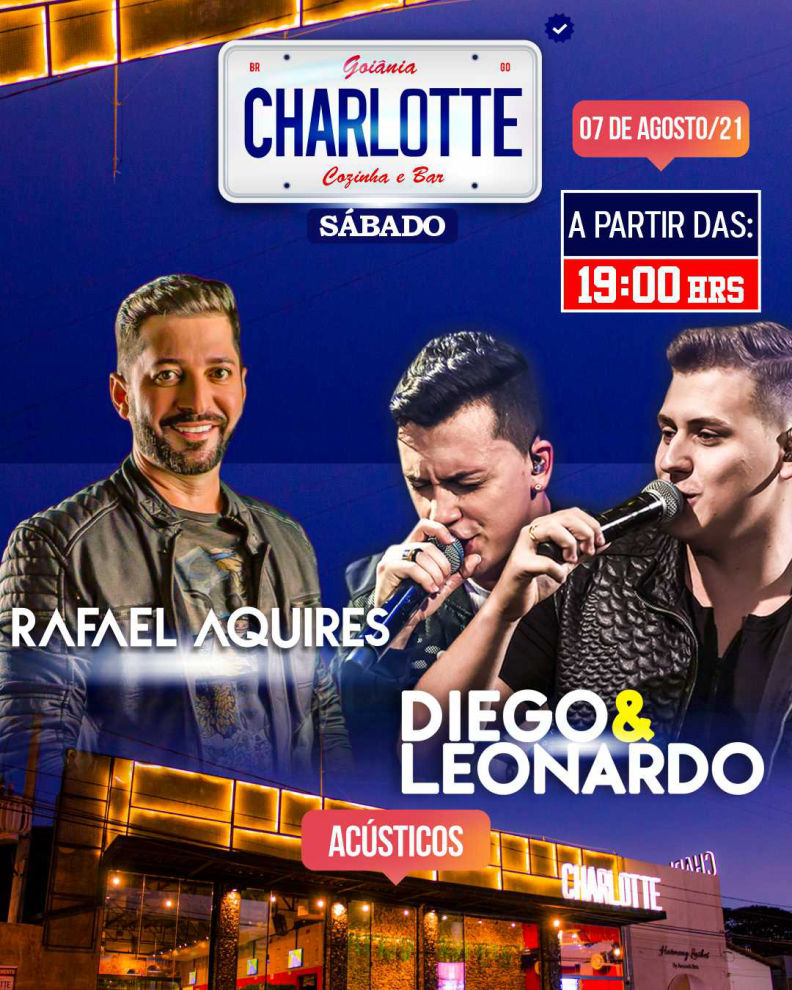 BR
Goiânia
GO
CHARLOTTE
Cozinha e Bar
SÁBADO
07 DE AGOSTO/21
A PARTIR DAS:
19:00 HRS
RAFAEL AQUIRES
DIEGO&
LEONARDO
ACÚSTICOS
CHARLOTTE